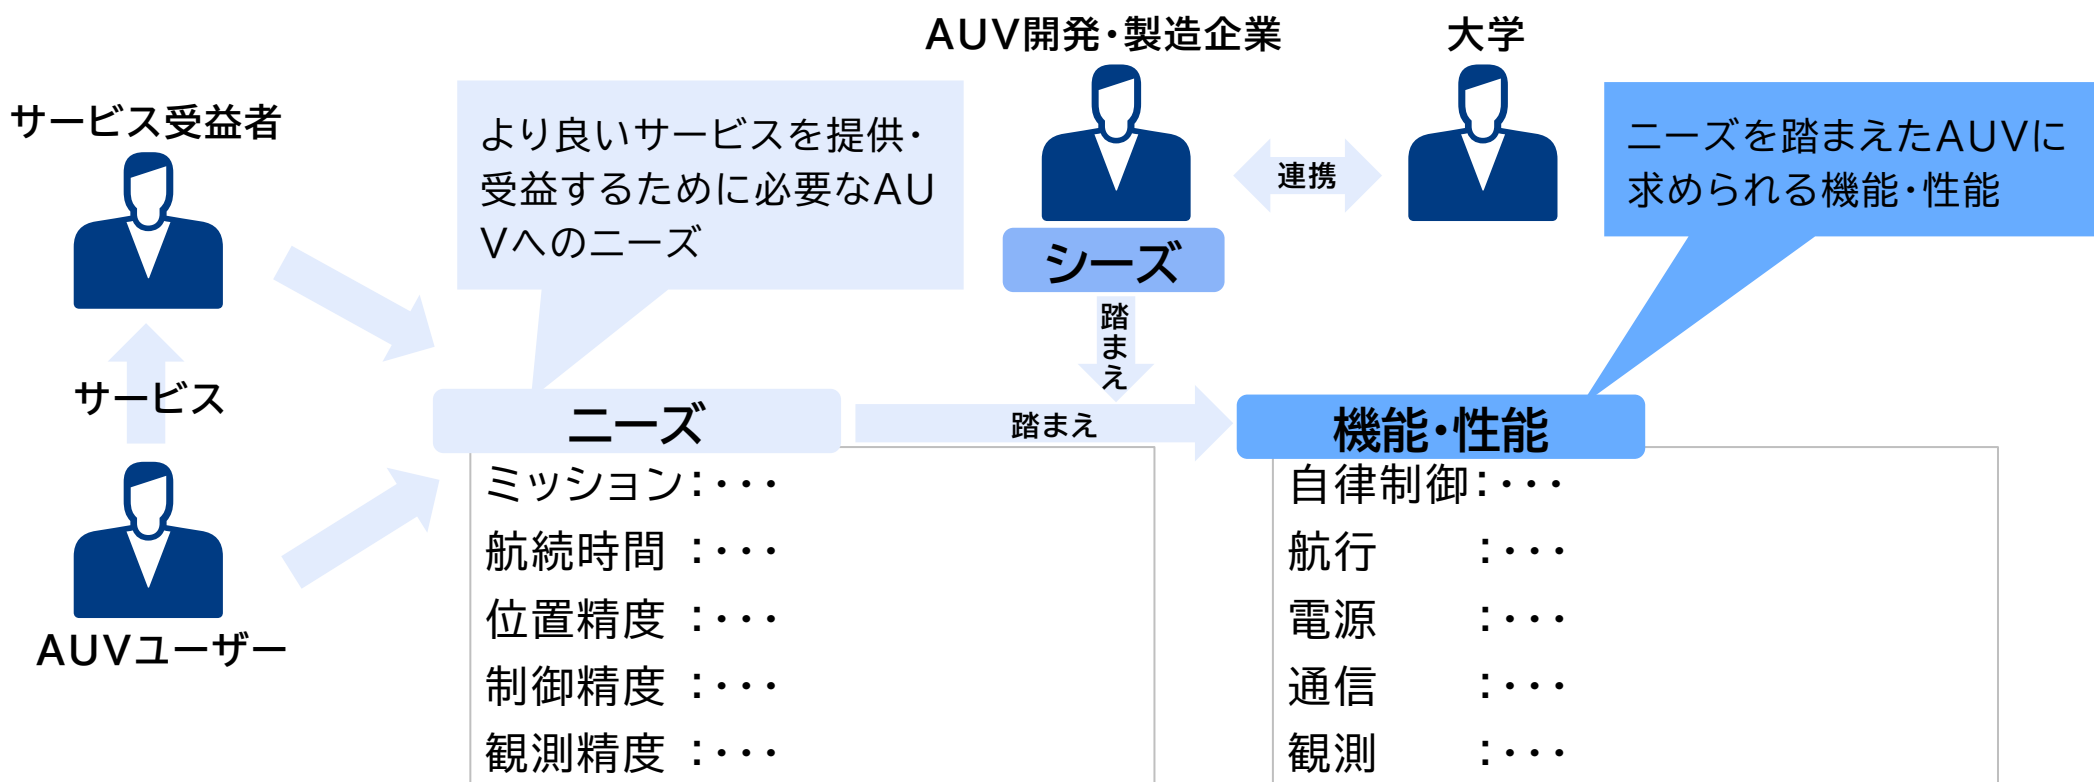 AUV開発・製造企業
大学
サービス受益者
より良いサービスを提供・
受益するために必要なAU
Vへのニーズ
連携
ニーズを踏まえたAUVに
求められる機能・性能
シーズ
踏まえ
サービス
ニーズ
踏まえ
機能・性能
ミッション:・・・
航続時間 :・・・
位置精度 :・・・
制御精度 :・・・
観測精度 :・・・
自律制御:・・・
航行 :・・・
電源 :・・・
通信 :・・・
観測 :・・・
AUVユーザー